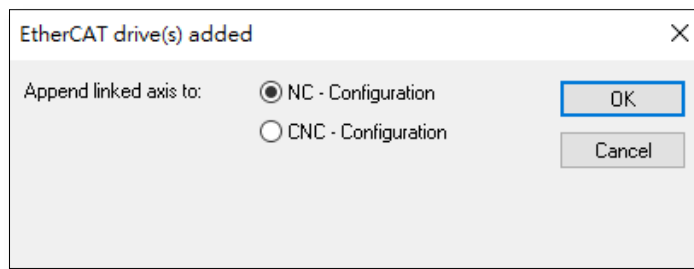 EtherCAT drive(s) added
Append linked axis to:
NC - Configuration
CNC - Configuration
OK
Cancel